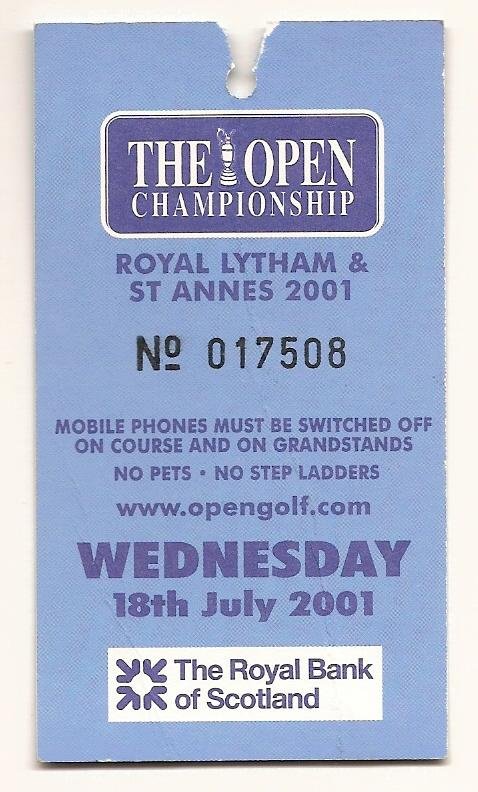 THE OPEN
CHAMPIONSHIP
ROYAL LYTHAM &
ST ANNES 2001
Nº 017508
MOBILE PHONES MUST BE SWITCHED OFF
ON COURSE AND ON GRANDSTANDS
NO PETS • NO STEP LADDERS
www.opengolf.com
WEDNESDAY
18th July 2001
The Royal Bank
of Scotland